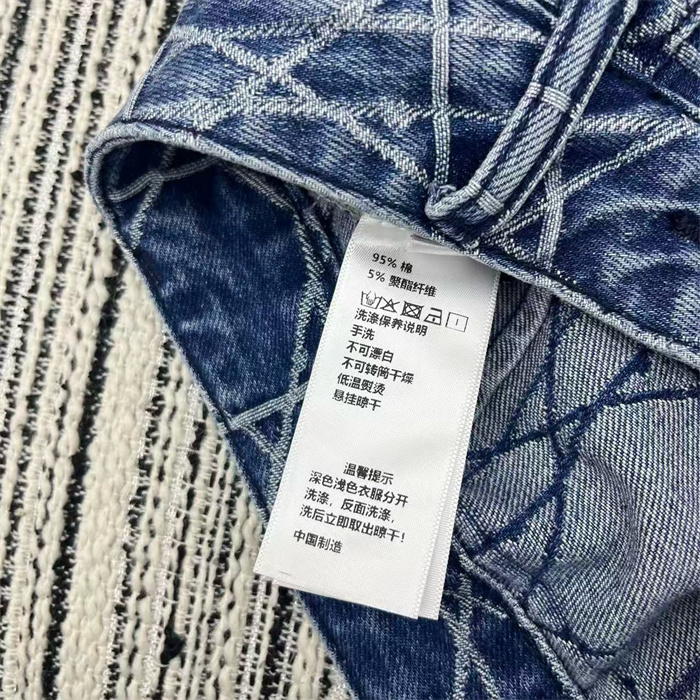 95% 棉
5% 聚酯纤维
洗涤保养说明
手洗
不可漂白
不可转筒干燥
低温熨烫
悬挂晾干
温馨提示
深色浅色衣服分开
洗涤，反面洗涤，
洗后立即取出晾干！
中国制造